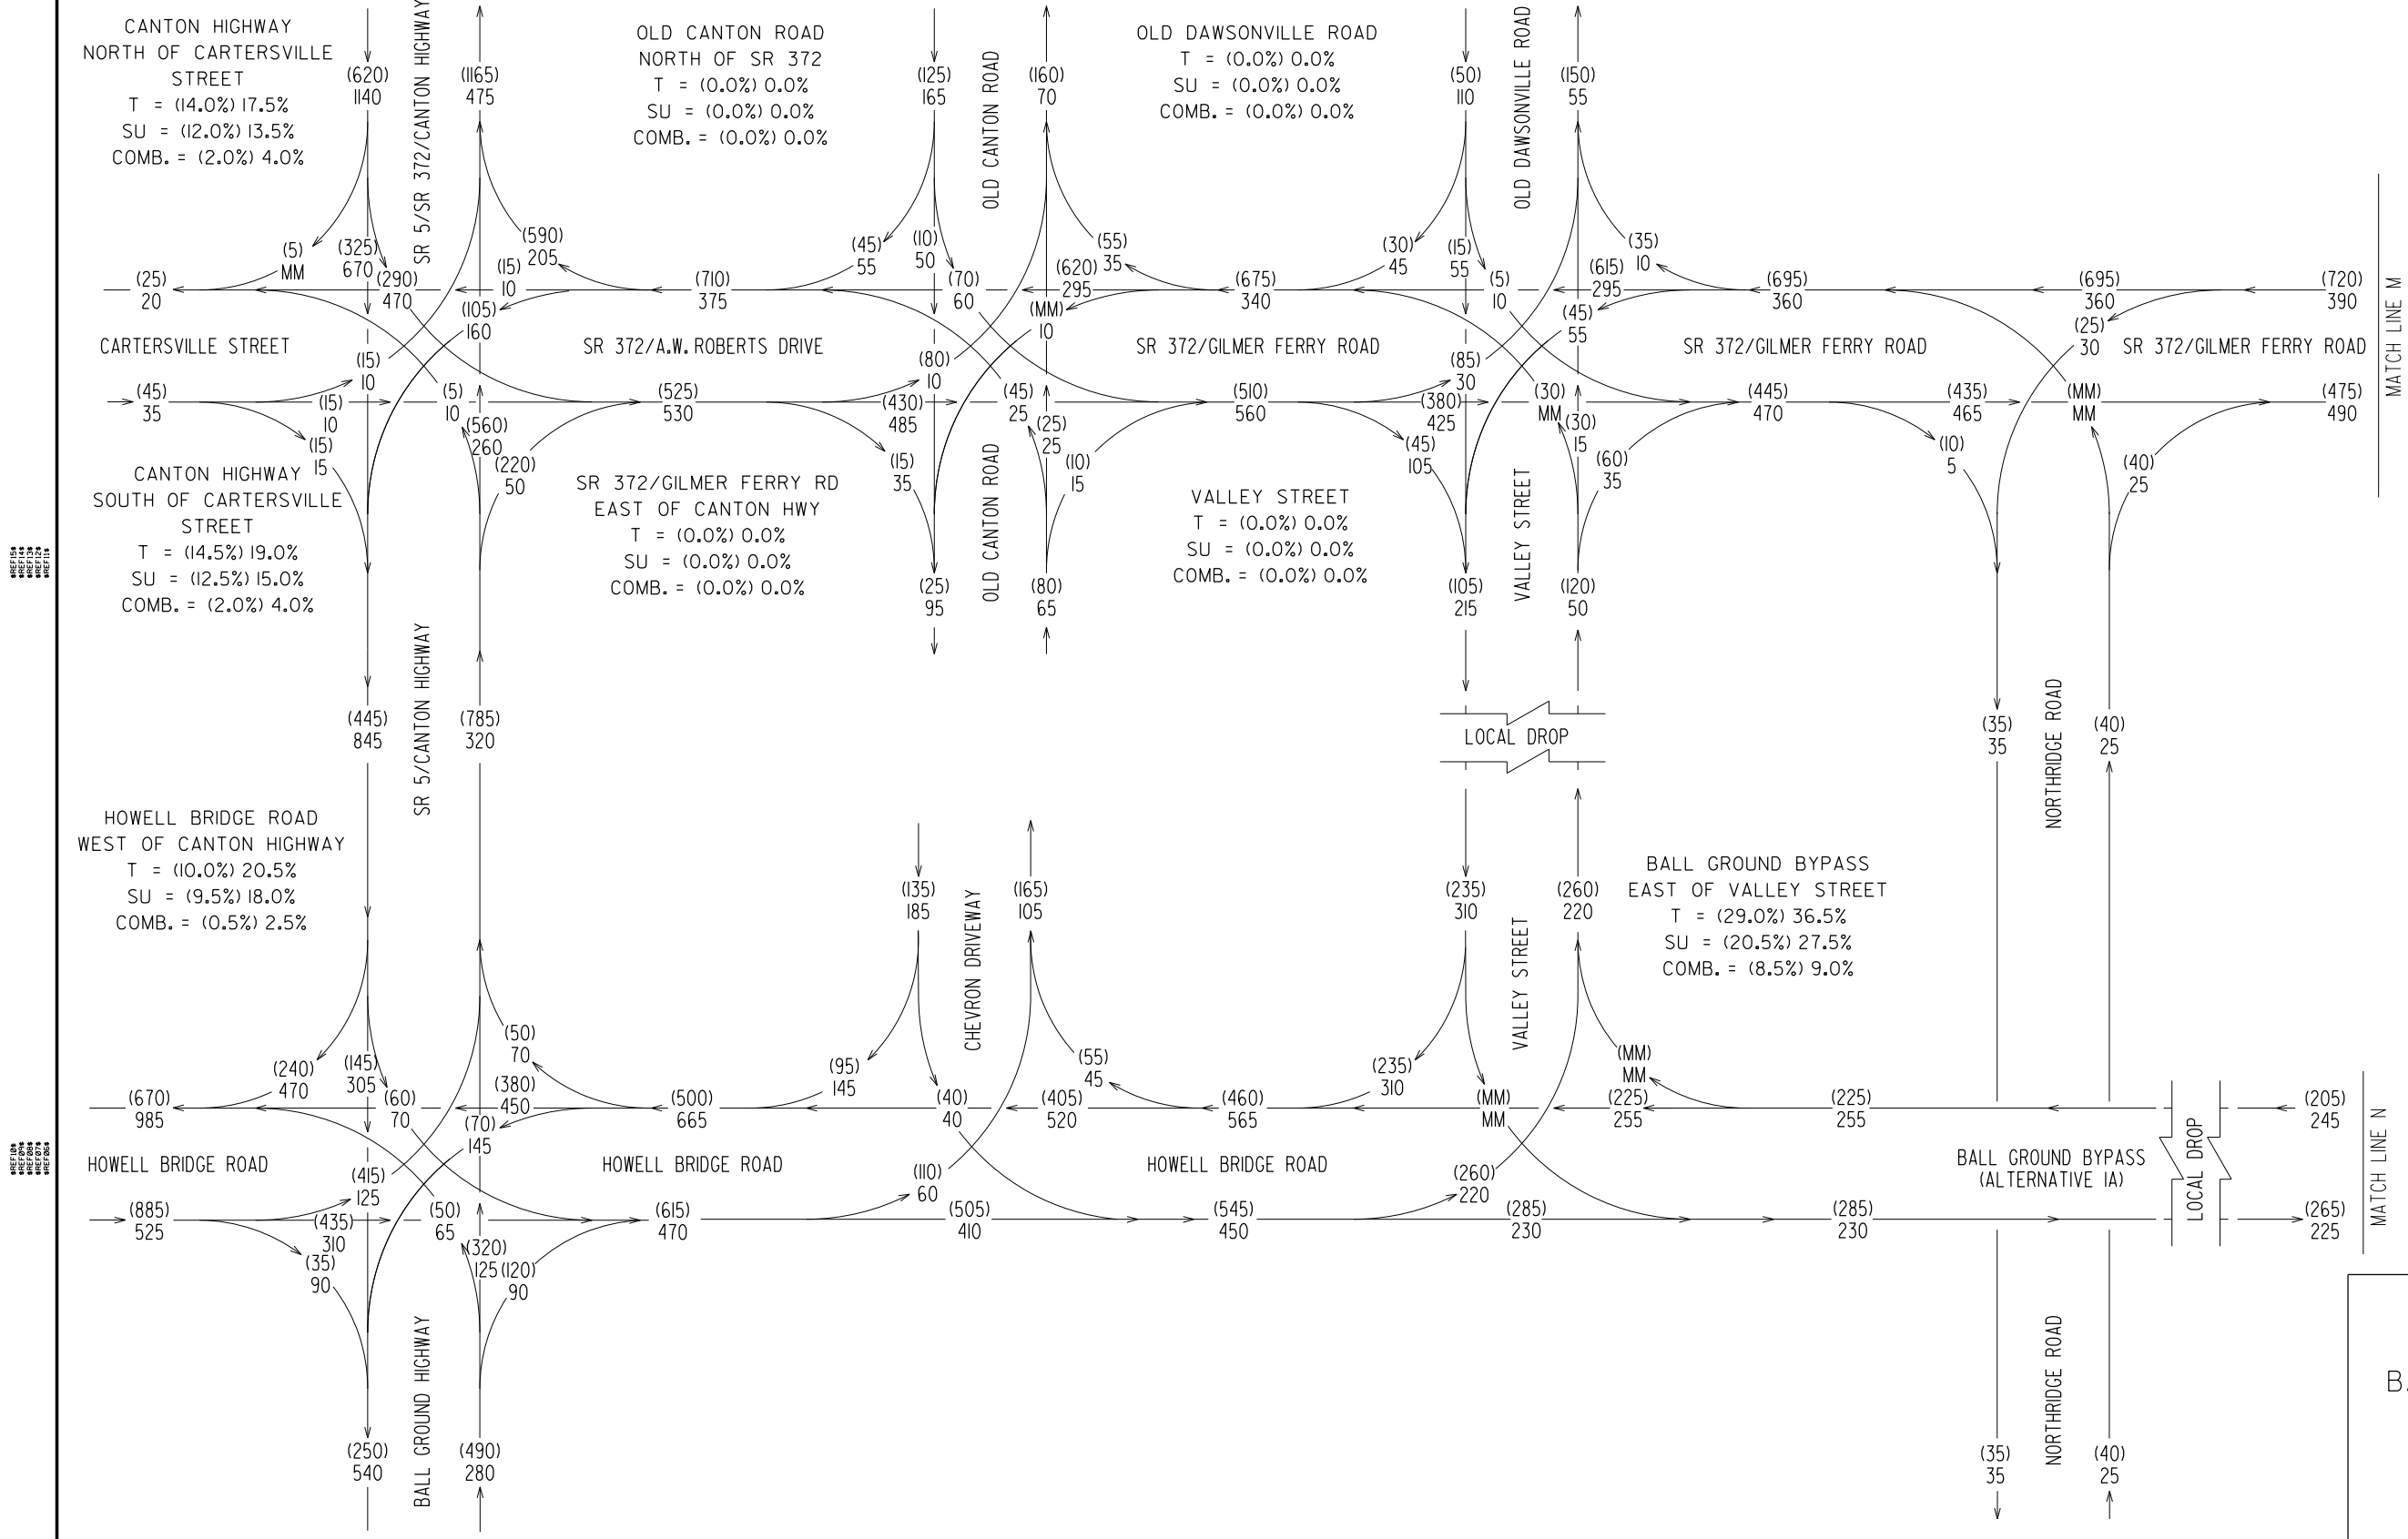 CANTON HIGHWAY
NORTH OF CARTERSVILLE
STREET
T = (14.0%) 17.5%
SU = (12.0%) 13.5%
COMB. = (2.0%) 4.0%
(620)
1140
SR 5/SR 372/CANTON HIGHWAY
(1165)
475
OLD CANTON ROAD
NORTH OF SR 372
T = (0.0%) 0.0%
SU = (0.0%) 0.0%
COMB. = (0.0%) 0.0%
(125)
165
OLD CANTON ROAD
(160)
70
OLD DAWSONVILLE ROAD
T = (0.0%) 0.0%
SU = (0.0%) 0.0%
COMB. = (0.0%) 0.0%
(50)
110
OLD DAWSONVILLE ROAD
(150)
55
(5)
MM
(325)
670
(290)
470
(25)
20
(590)
205
(15)
10
(105)
160
(710)
375
(45)
55
(10)
50
(70)
60
(55)
35
(620)
295
(MM)
10
(675)
340
(30)
45
(15)
55
(5)
10
(35)
10
(615)
295
(45)
55
(695)
360
(695)
360
(25)
30
(720)
390
MATCH LINE M
CARTERSVILLE STREET
SR 372/A.W. ROBERTS DRIVE
SR 372/GILMER FERRY ROAD
SR 372/GILMER FERRY ROAD
SR 372/GILMER FERRY ROAD
(45)
35
(15)
10
(15)
10
(15)
15
(5)
10
(560)
260
(220)
50
(525)
530
(80)
10
(430)
485
(15)
35
(45)
25
(25)
25
(10)
15
(510)
560
(85)
30
(380)
425
(45)
105
(30)
MM
(30)
15
(60)
35
(445)
470
(435)
465
(10)
5
(MM)
MM
(40)
25
(475)
490
CANTON HIGHWAY
SOUTH OF CARTERSVILLE
STREET
T = (14.5%) 19.0%
SU = (12.5%) 15.0%
COMB. = (2.0%) 4.0%
SR 372/GILMER FERRY RD
EAST OF CANTON HWY
T = (0.0%) 0.0%
SU = (0.0%) 0.0%
COMB. = (0.0%) 0.0%
(25)
95
OLD CANTON ROAD
(80)
65
VALLEY STREET
T = (0.0%) 0.0%
SU = (0.0%) 0.0%
COMB. = (0.0%) 0.0%
(105)
215
VALLEY STREET
(120)
50
$REF15$
$REF14$
$REF13$
$REF12$
$REF11$
(445)
845
SR 5/CANTON HIGHWAY
(785)
320
LOCAL DROP
(35)
35
NORTHRIDGE ROAD
(40)
25
HOWELL BRIDGE ROAD
WEST OF CANTON HIGHWAY
T = (10.0%) 20.5%
SU = (9.5%) 18.0%
COMB. = (0.5%) 2.5%
(135)
185
CHEVRON DRIVEWAY
(165)
105
(235)
310
VALLEY STREET
(260)
220
BALL GROUND BYPASS
EAST OF VALLEY STREET
T = (29.0%) 36.5%
SU = (20.5%) 27.5%
COMB. = (8.5%) 9.0%
(670)
985
(240)
470
(145)
305
(60)
70
(50)
70
(380)
450
(70)
145
(500)
665
(95)
145
(40)
40
(55)
45
(405)
520
(460)
565
(235)
310
(MM)
MM
(MM)
MM
(225)
255
(225)
255
(205)
245
MATCH LINE N
$REF10$
$REF09$
$REF08$
$REF07$
$REF06$
HOWELL BRIDGE ROAD
HOWELL BRIDGE ROAD
HOWELL BRIDGE ROAD
BALL GROUND BYPASS
(ALTERNATIVE 1A)
LOCAL DROP
(885)
525
(415)
125
(435)
310
(35)
90
(50)
65
(320)
125
(120)
90
(615)
470
(110)
60
(505)
410
(545)
450
(260)
220
(285)
230
(285)
230
(265)
225
(250)
540
BALL GROUND HIGHWAY
(490)
280
(35)
35
NORTHRIDGE ROAD
(40)
25